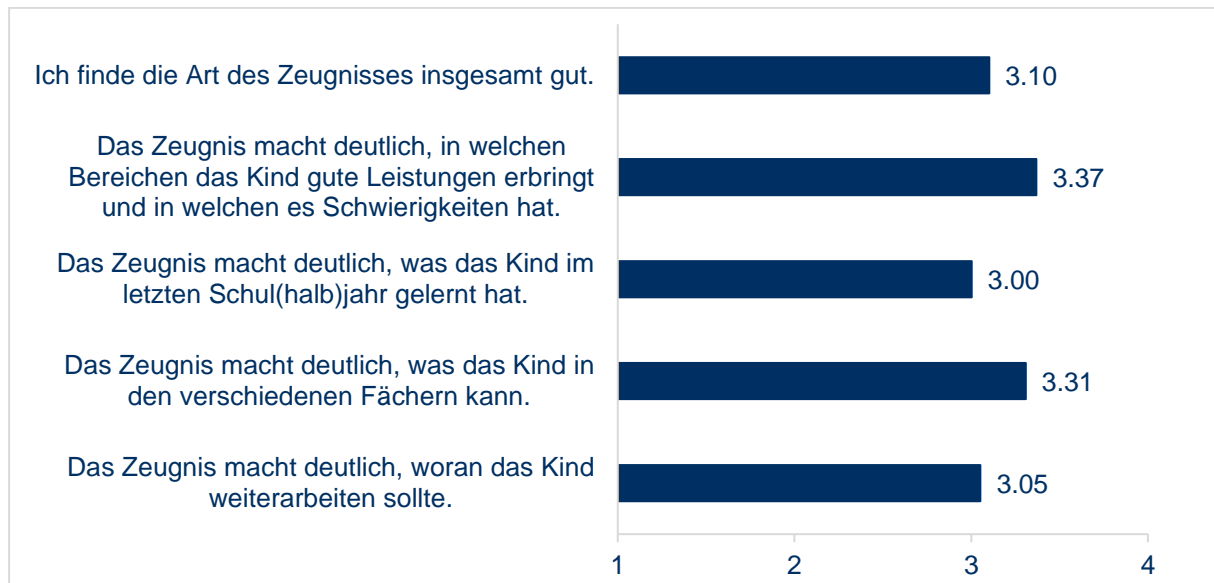 Ich finde die Art des Zeugnisses insgesamt gut.
3.10
Das Zeugnis macht deutlich, in welchen
Bereichen das Kind gute Leistungen erbringt
und in welchen es Schwierigkeiten hat.
3.37
Das Zeugnis macht deutlich, was das Kind im
letzten Schul(halb)jahr gelernt hat.
3.00
Das Zeugnis macht deutlich, was das Kind in
den verschiedenen Fächern kann.
3.31
Das Zeugnis macht deutlich, woran das Kind
weiterarbeiten sollte.
3.05
1 2 3 4